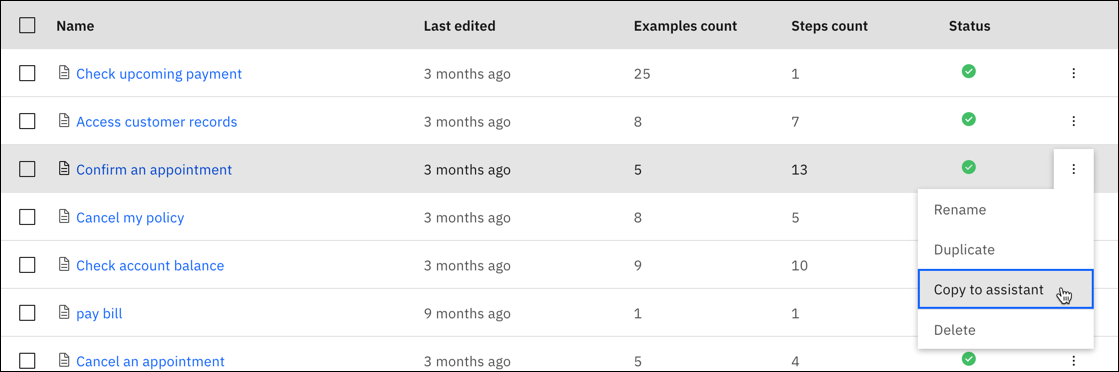 Name Last edited Examples count Steps count Status
Check upcoming payment 3 months ago 25 1
Access customer records 3 months ago 8 7
Confirm an appointment 3 months ago 5 13
Cancel my policy 3 months ago 8 5
Rename
Duplicate
Check account balance 3 months ago 9 10
Copy to assistant
pay bill 9 months ago 1 1
Delete
Cancel an appointment 3 months ago 5 4